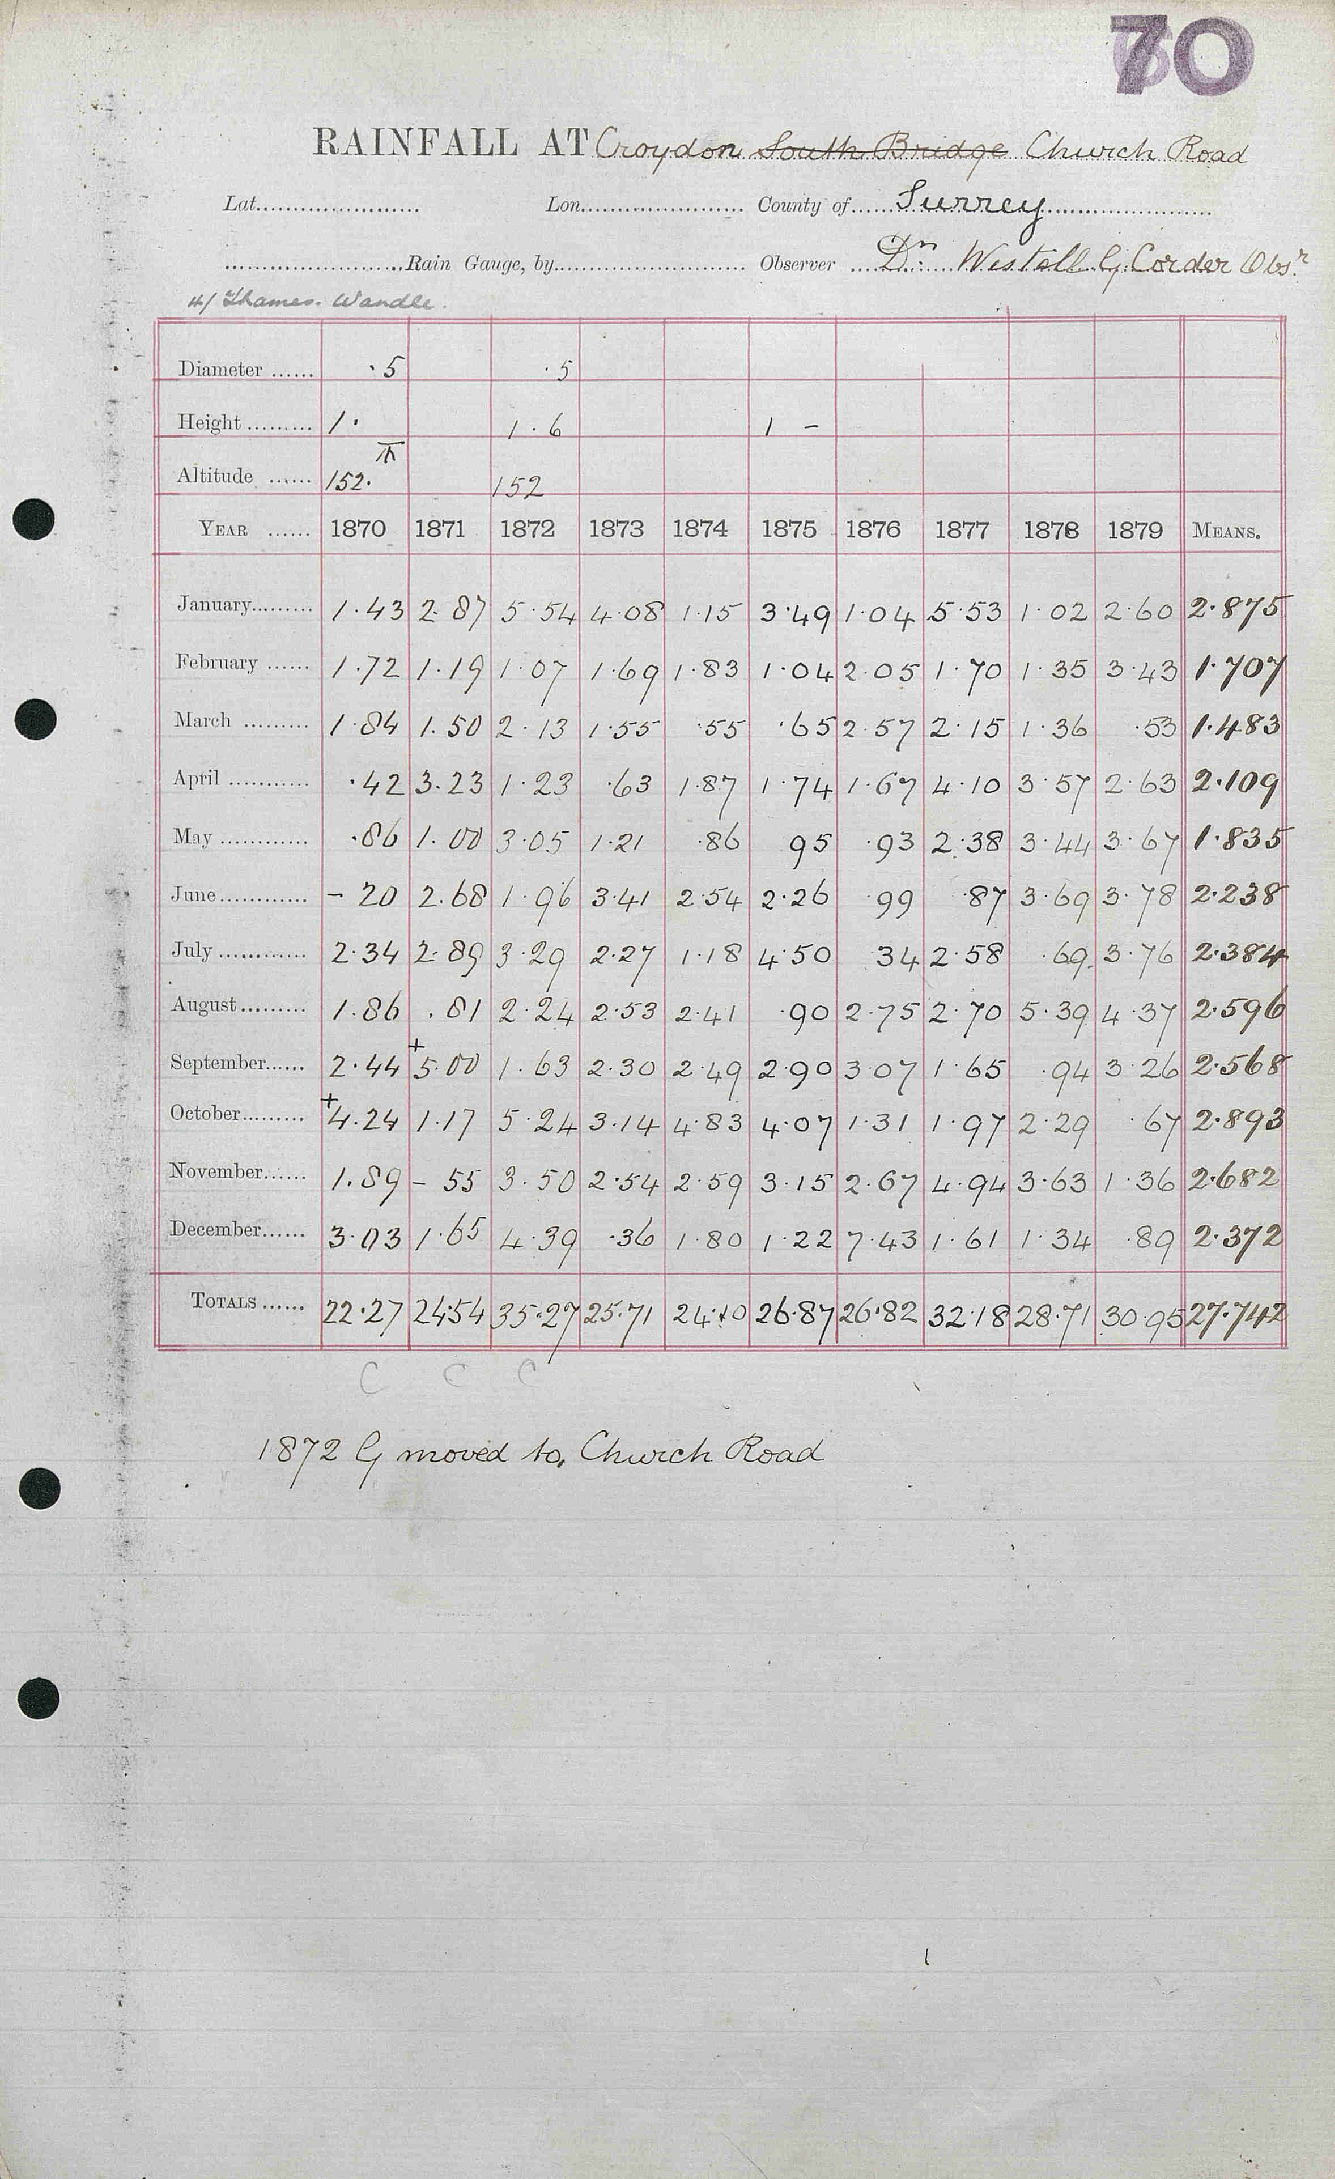 70
RAINFALL AT Croydon South Bridge Church Road
Lat. Lon. County of Surrey
Rain Gauge, by Observer Dr. Westall G. Corder Obsr
4/ Thames. Wandle.
Diameter ...... ·5 ·5
Height ......... 1· 1·6 1 –
Altitude ...... 152. 152
YEAR ...... 1870 1871 1872 1873 1874 1875 1876 1877 1878 1879 MEANS.
January......... 1·43 2·87 5·54 4·08 1·15 3·49 1·04 5·53 1·02 2·60 2·875
February ...... 1·72 1·19 1·07 1·69 1·83 1·04 2·05 1·70 1·35 3·43 1·707
March ......... 1·84 1·50 2·13 1·55 ·55 ·65 2·57 2·15 1·36 ·53 1·483
April ............ ·42 3·23 1·23 ·63 1·87 1·74 1·67 4·10 3·57 2·63 2·109
May ............ ·86 1·00 3·05 1·21 ·86 95 ·93 2·38 3·44 3·67 1·835
June ............ – 20 2·68 1·96 3·41 2·54 2·26 ·99 ·87 3·69 3·78 2·238
July ............ 2·34 2·89 3·29 2·27 1·18 4·50 34 2·58 ·69 3·76 2·384
August ......... 1·86 ·81 2·24 2·53 2·41 ·90 2·75 2·70 5·39 4·37 2·596
September...... 2·44 +5·00 1·63 2·30 2·49 2·90 3·07 1·65 ·94 3·26 2·568
October ......... +4·24 1·17 5·24 3·14 4·83 4·07 1·31 1·97 2·29 ·67 2·893
November...... 1·89 – 55 3·50 2·54 2·59 3·15 2·67 4·94 3·63 1·36 2·682
December...... 3·03 1·65 4·39 ·36 1·80 1·22 7·43 1·61 1·34 ·89 2·372
TOTALS ...... 22·27 24·54 35·27 25·71 24·10 26·87 26·82 32·18 28·71 30·95 27·742
C C C
1872 G moved to Church Road